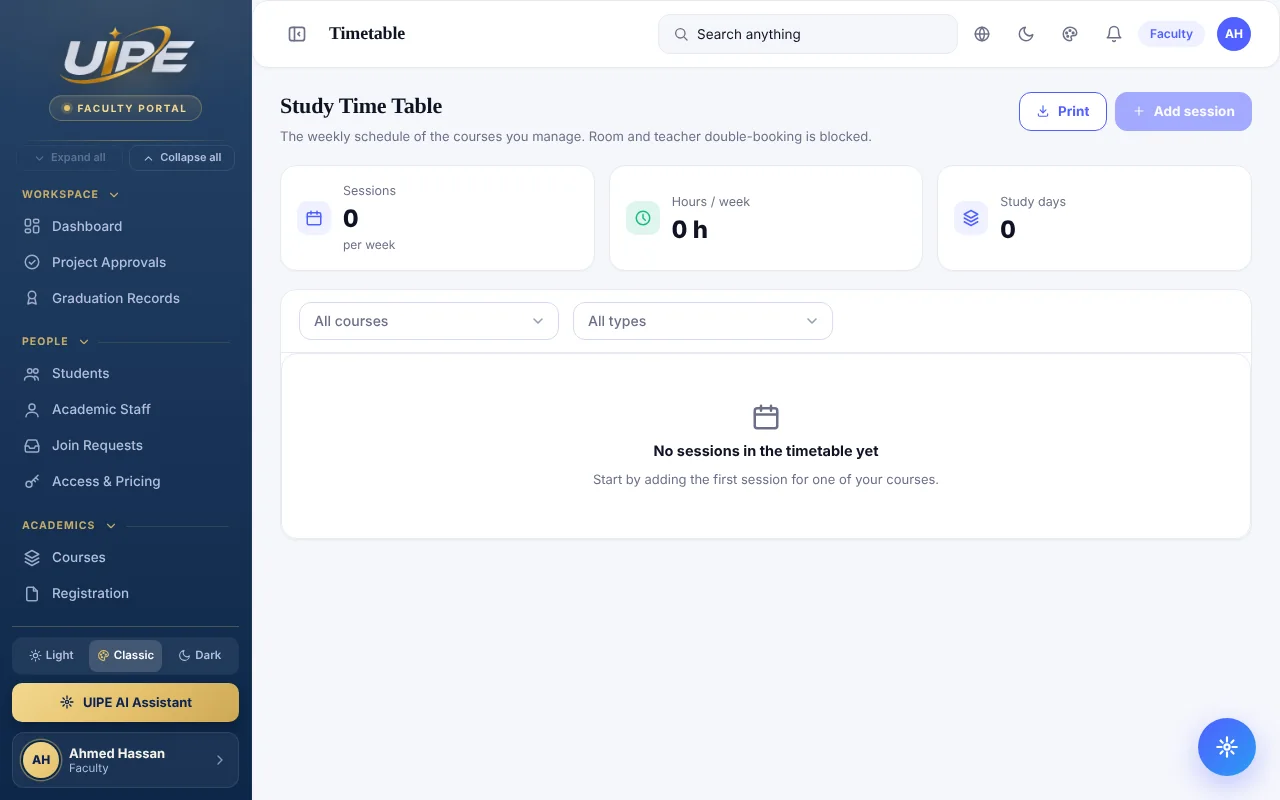 UIPE
FACULTY PORTAL
Expand all
Collapse all
WORKSPACE
Dashboard
Project Approvals
Graduation Records
PEOPLE
Students
Academic Staff
Join Requests
Access & Pricing
ACADEMICS
Courses
Registration
Light
Classic
Dark
UIPE AI Assistant
AH
Ahmed Hassan
Faculty
Timetable
Search anything
Faculty
AH
Study Time Table
The weekly schedule of the courses you manage. Room and teacher double-booking is blocked.
Print
Add session
Sessions
0
per week
Hours / week
0 h
Study days
0
All courses
All types
No sessions in the timetable yet
Start by adding the first session for one of your courses.